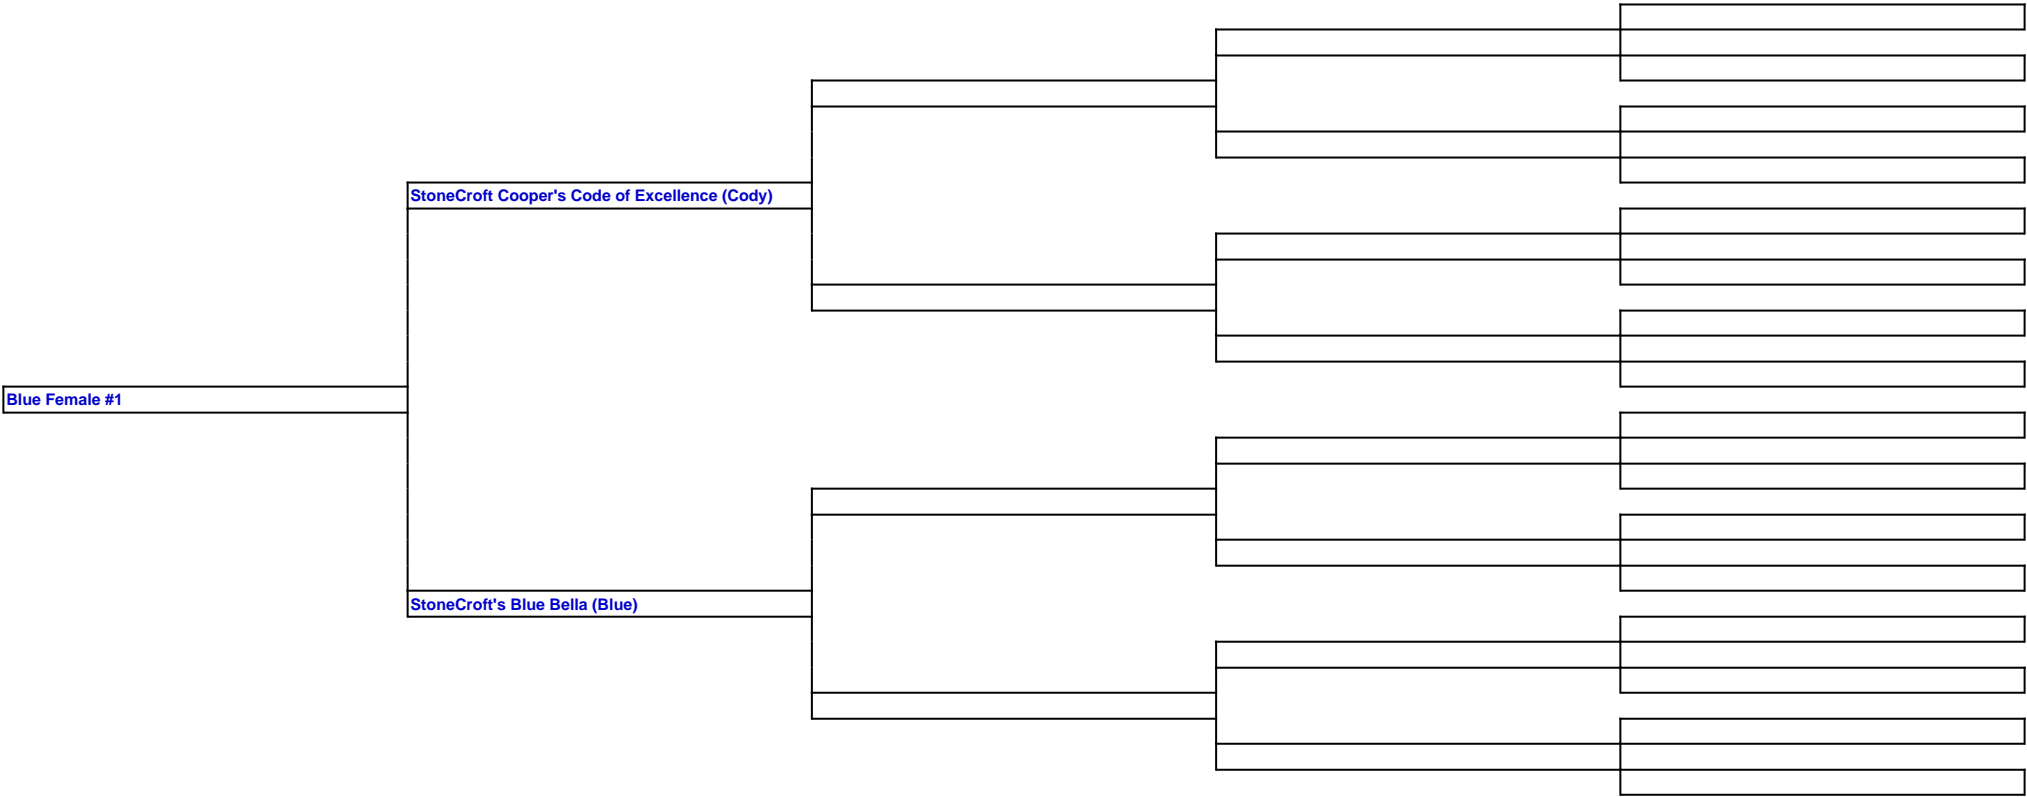 StoneCroft Cooper's Code of Excellence (Cody)
Blue Female #1
StoneCroft's Blue Bella (Blue)